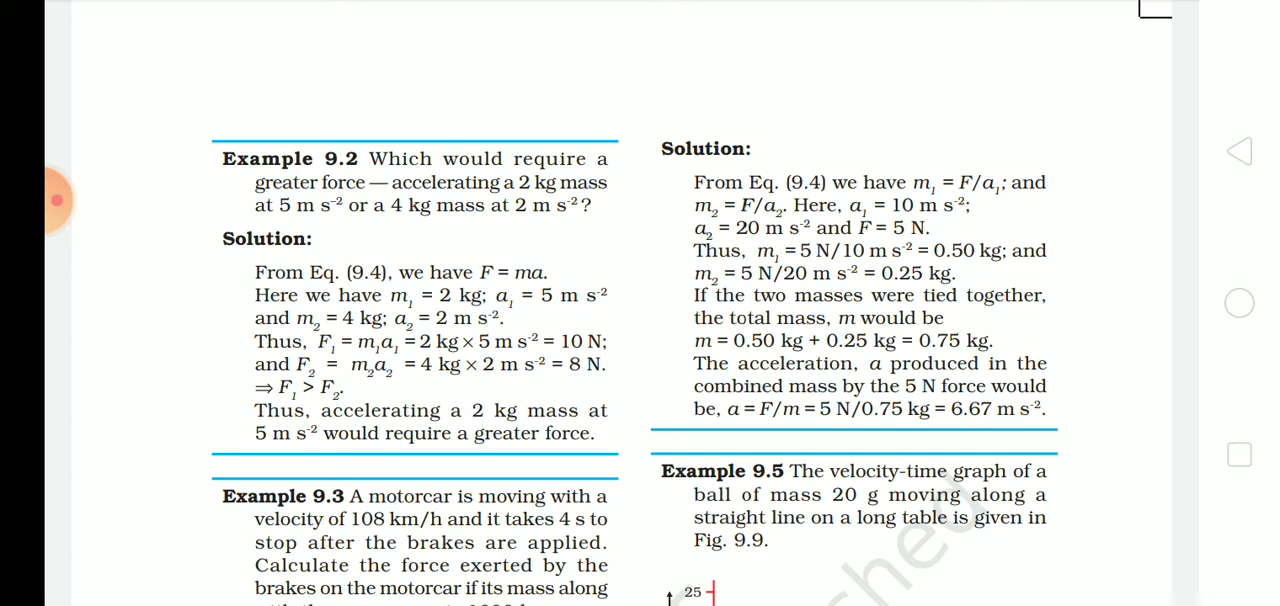 Example 9.2 Which would require a
greater force — accelerating a 2 kg mass
at 5 m s⁻² or a 4 kg mass at 2 m s⁻²?
Solution:
From Eq. (9.4), we have F = ma.
Here we have m₁ = 2 kg; a₁ = 5 m s⁻²
and m₂ = 4 kg; a₂ = 2 m s⁻².
Thus, F₁ = m₁a₁ = 2 kg × 5 m s⁻² = 10 N;
and F₂ = m₂a₂ = 4 kg × 2 m s⁻² = 8 N.
⇒ F₁ > F₂.
Thus, accelerating a 2 kg mass at
5 m s⁻² would require a greater force.
Example 9.3 A motorcar is moving with a
velocity of 108 km/h and it takes 4 s to
stop after the brakes are applied.
Calculate the force exerted by the
brakes on the motorcar if its mass along
Solution:
From Eq. (9.4) we have m₁ = F/a₁; and
m₂ = F/a₂. Here, a₁ = 10 m s⁻²;
a₂ = 20 m s⁻² and F = 5 N.
Thus, m₁ = 5 N/10 m s⁻² = 0.50 kg; and
m₂ = 5 N/20 m s⁻² = 0.25 kg.
If the two masses were tied together,
the total mass, m would be
m = 0.50 kg + 0.25 kg = 0.75 kg.
The acceleration, a produced in the
combined mass by the 5 N force would
be, a = F/m = 5 N/0.75 kg = 6.67 m s⁻².
Example 9.5 The velocity-time graph of a
ball of mass 20 g moving along a
straight line on a long table is given in
Fig. 9.9.
25
shed